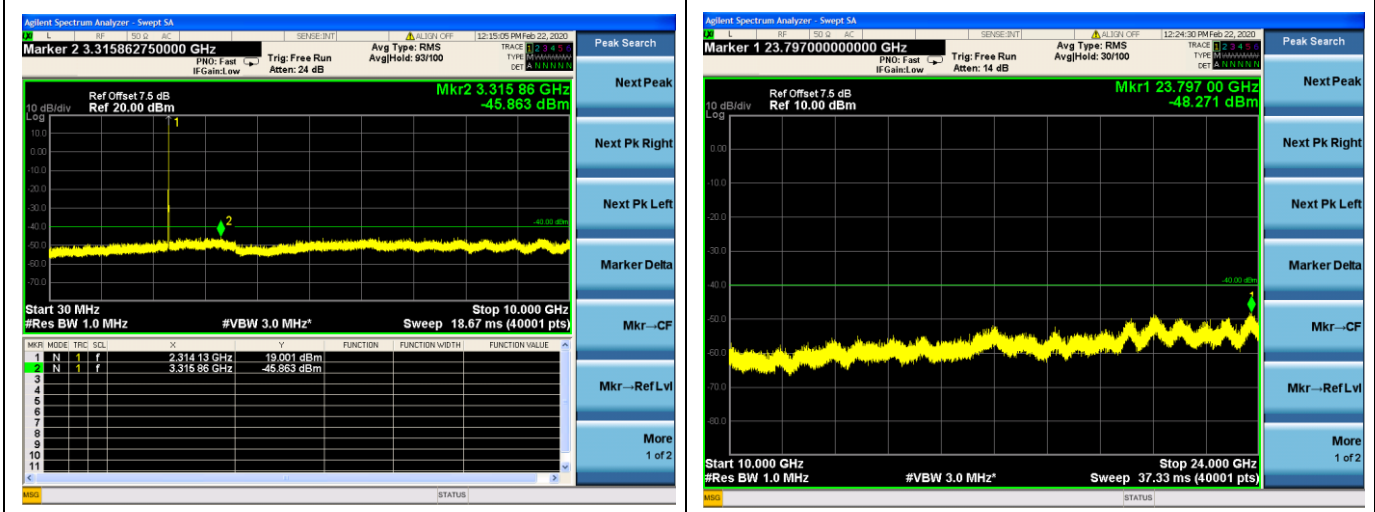 Agilent Spectrum Analyzer - Swept SA
L RF 50 Ω AC SENSE:INT ALIGN OFF 12:15:05 PM Feb 22, 2020
Marker 2 3.315862750000 GHz
PNO: Fast
IFGain:Low
Trig: Free Run
Atten: 24 dB
Avg Type: RMS
Avg|Hold: 93/100
TRACE 1 2 3 4 5 6
TYPE M
DET A N N N N N
Mkr2 3.315 86 GHz
-45.863 dBm
Ref Offset 7.5 dB
10 dB/div Ref 20.00 dBm
Log
10.0
0.00
-10.0
-20.0
-30.0
-40.0
-50.0
-60.0
-70.0
1
2
-40.00 dBm
Start 30 MHz Stop 10.000 GHz
#Res BW 1.0 MHz #VBW 3.0 MHz* Sweep 18.67 ms (40001 pts)
MKR MODE TRC SCL X Y FUNCTION FUNCTION WIDTH FUNCTION VALUE
1 N 1 f 2.314 13 GHz 19.001 dBm
2 N 1 f 3.315 86 GHz -45.863 dBm
3
4
5
6
7
8
9
10
11
MSG STATUS
Peak Search
Next Peak
Next Pk Right
Next Pk Left
Marker Delta
Mkr→CF
Mkr→Ref Lvl
More
1 of 2
Agilent Spectrum Analyzer - Swept SA
L RF 50 Ω AC SENSE:INT ALIGN OFF 12:24:30 PM Feb 22, 2020
Marker 1 23.797000000000 GHz
PNO: Fast
IFGain:Low
Trig: Free Run
Atten: 14 dB
Avg Type: RMS
Avg|Hold: 30/100
TRACE 1 2 3 4 5 6
TYPE M
DET A N N N N N
Mkr1 23.797 00 GHz
-48.271 dBm
Ref Offset 7.5 dB
10 dB/div Ref 10.00 dBm
Log
0.00
-10.0
-20.0
-30.0
-40.0
-50.0
-60.0
-70.0
-80.0
-40.00 dBm
1
Start 10.000 GHz Stop 24.000 GHz
#Res BW 1.0 MHz #VBW 3.0 MHz* Sweep 37.33 ms (40001 pts)
MSG STATUS
Peak Search
Next Peak
Next Pk Right
Next Pk Left
Marker Delta
Mkr→CF
Mkr→Ref Lvl
More
1 of 2